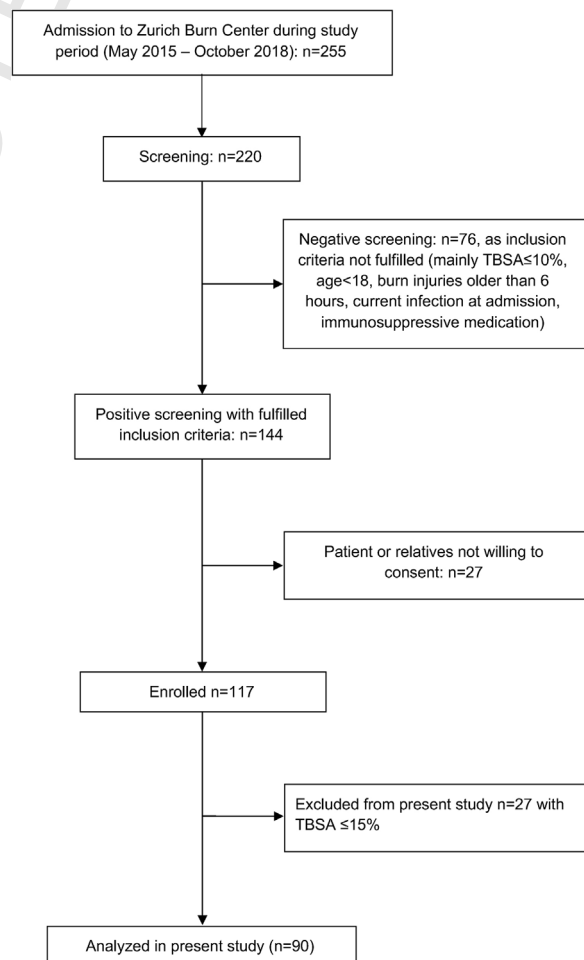 Admission to Zurich Burn Center during study
period (May 2015 – October 2018): n=255
Screening: n=220
Negative screening: n=76, as inclusion
criteria not fulfilled (mainly TBSA≤10%,
age<18, burn injuries older than 6
hours, current infection at admission,
immunosuppressive medication)
Positive screening with fulfilled
inclusion criteria: n=144
Patient or relatives not willing to
consent: n=27
Enrolled n=117
Excluded from present study n=27 with
TBSA ≤15%
Analyzed in present study (n=90)